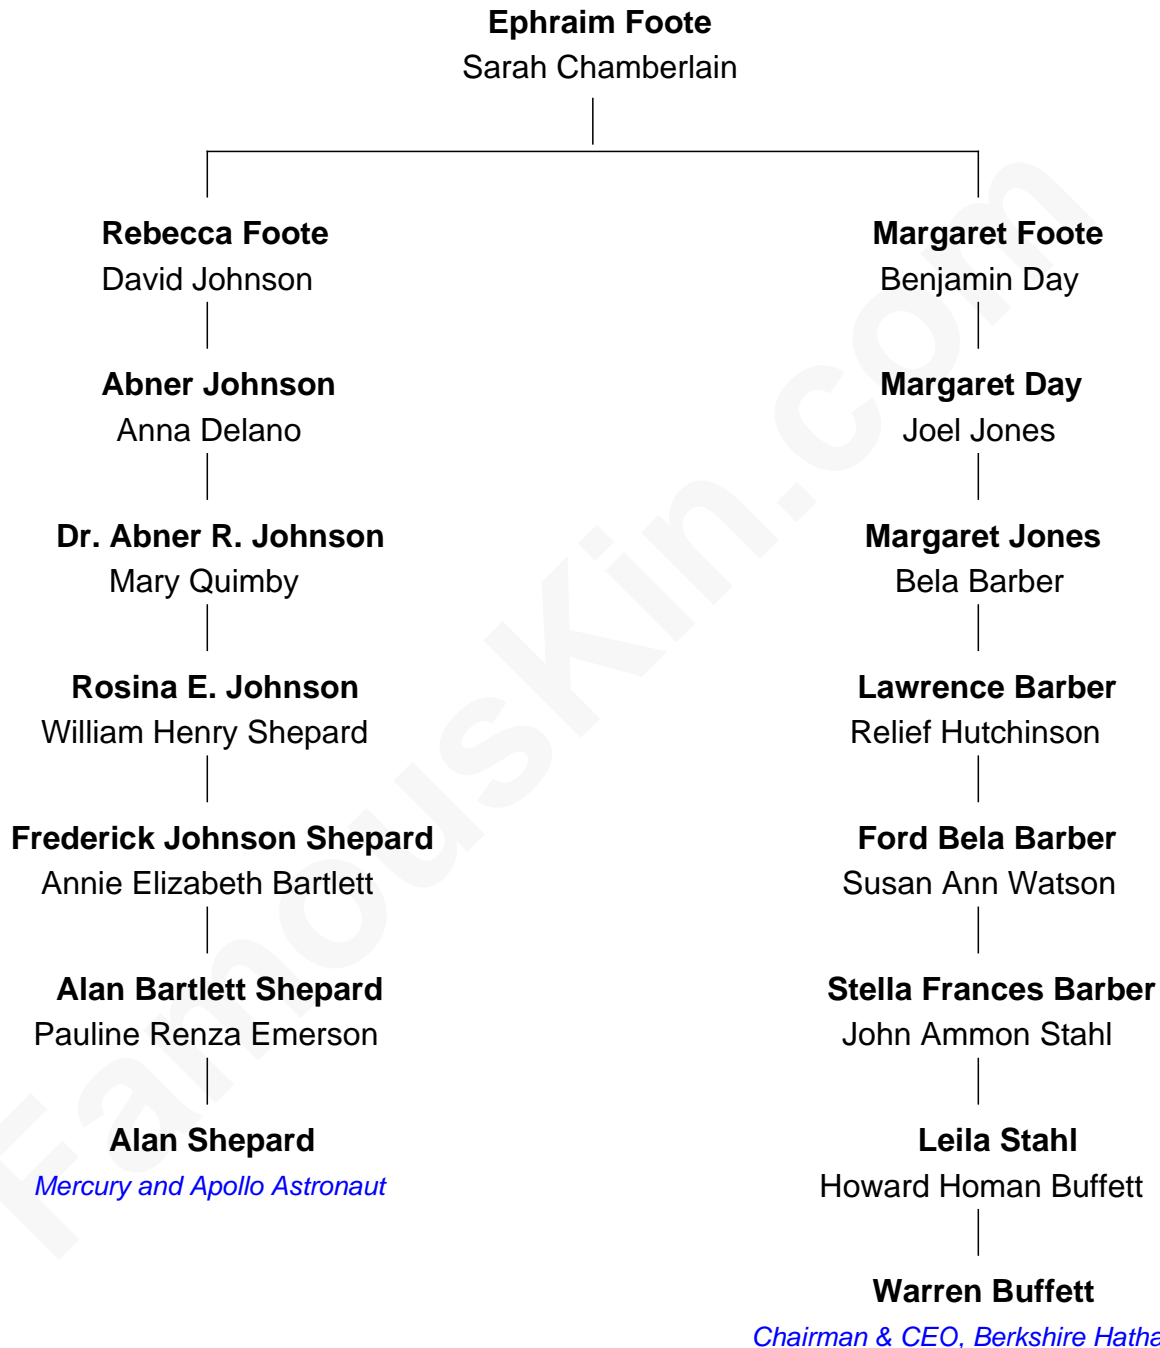 Ephraim Foote
Sarah Chamberlain
Rebecca Foote
David Johnson
Margaret Foote
Benjamin Day
Abner Johnson
Anna Delano
Margaret Day
Joel Jones
Dr. Abner R. Johnson
Mary Quimby
Margaret Jones
Bela Barber
Rosina E. Johnson
William Henry Shepard
Lawrence Barber
Relief Hutchinson
Frederick Johnson Shepard
Annie Elizabeth Bartlett
Ford Bela Barber
Susan Ann Watson
Alan Bartlett Shepard
Pauline Renza Emerson
Stella Frances Barber
John Ammon Stahl
Alan Shepard
Mercury and Apollo Astronaut
Leila Stahl
Howard Homan Buffett
Warren Buffett
Chairman & CEO, Berkshire Hatha
FamousKin.com